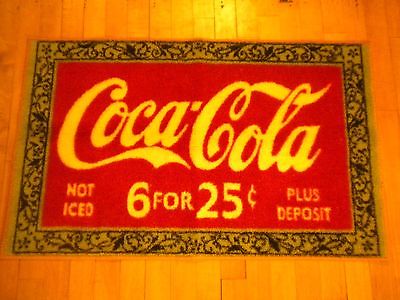 Coca-Cola
NOT ICED
6 FOR 25¢
PLUS DEPOSIT